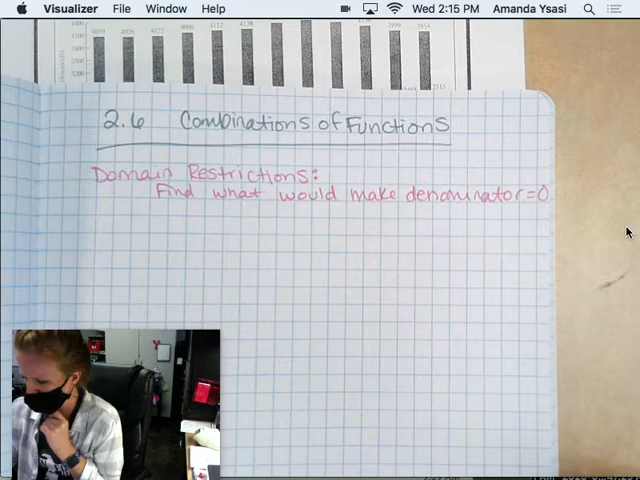 Visualizer File Window Help Wed 2:15 PM Amanda Ysasi
2.6 Combinations of Functions
Domain Restrictions:
Find what would make denominator=0